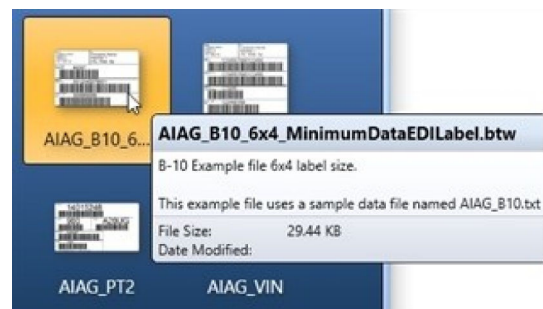 AIAG_B10_6...
AIAG_B10_6x4_MinimumDataEDILabel.btw
B-10 Example file 6x4 label size.
This example file uses a sample data file named AIAG_B10.txt
File Size: 29.44 KB
Date Modified:
AIAG_PT2
AIAG_VIN